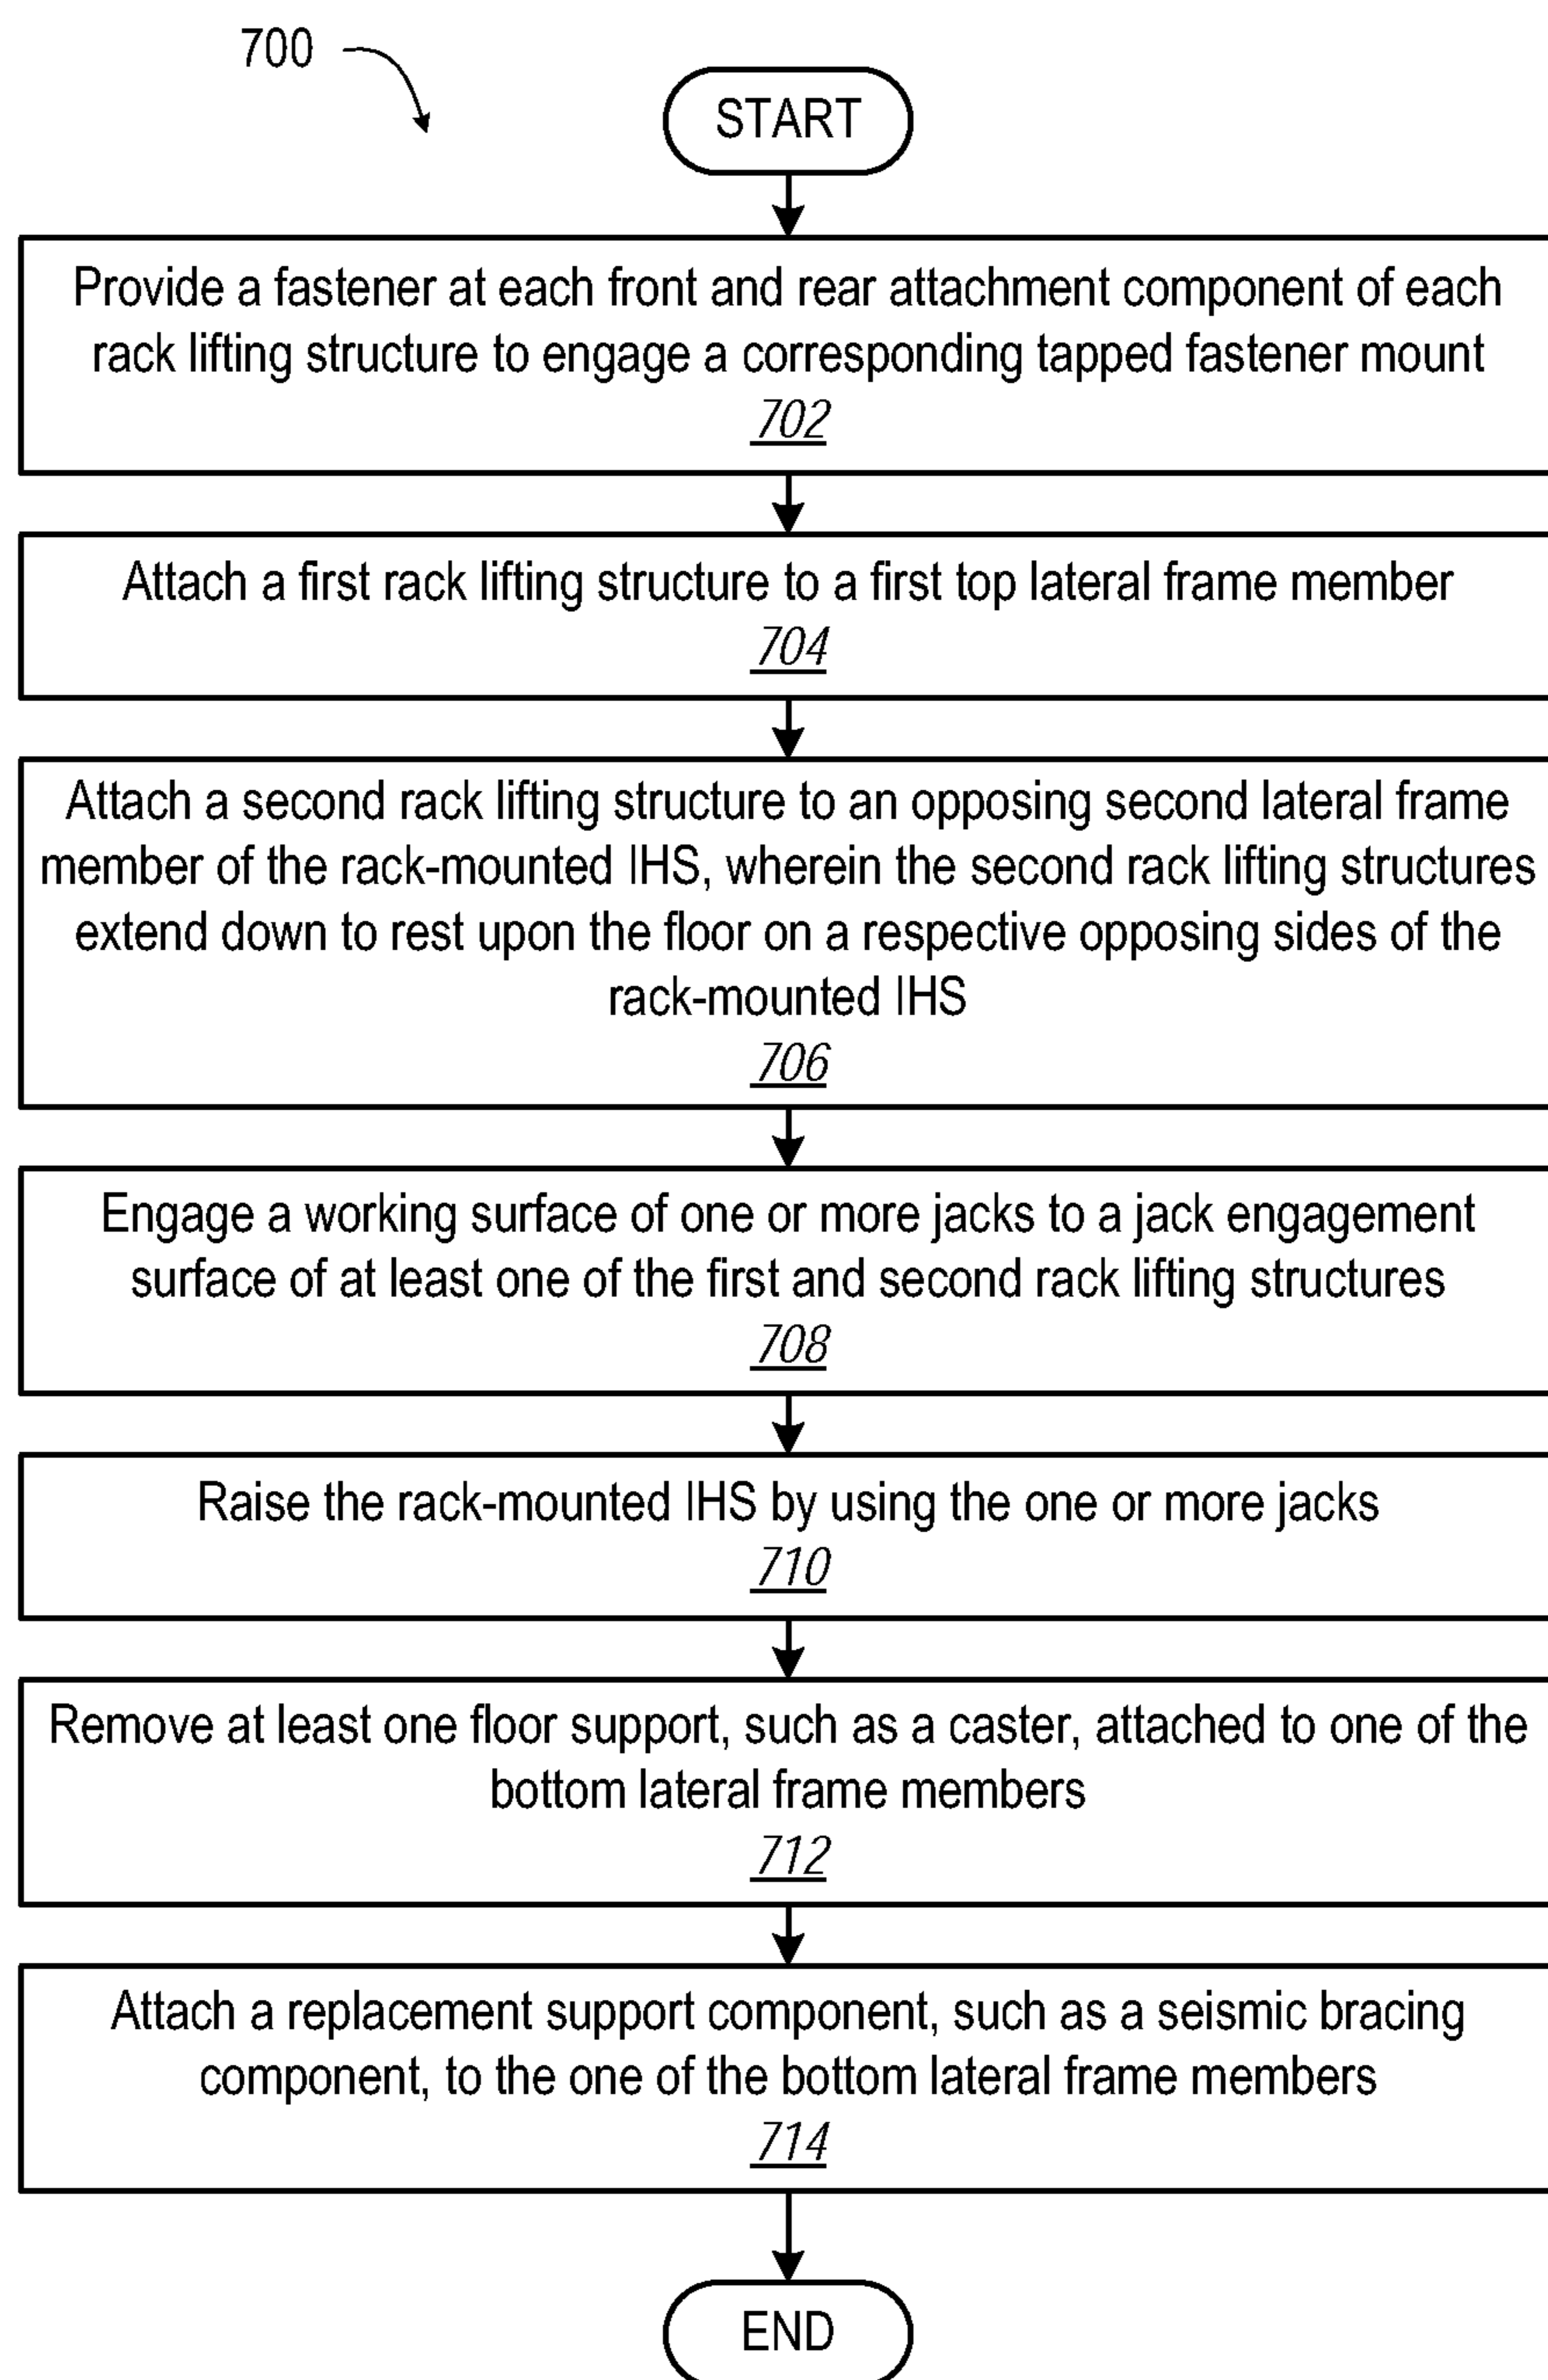 700
START
Provide a fastener at each front and rear attachment component of each
rack lifting structure to engage a corresponding tapped fastener mount
702
Attach a first rack lifting structure to a first top lateral frame member
704
Attach a second rack lifting structure to an opposing second lateral frame
member of the rack-mounted IHS, wherein the second rack lifting structures
extend down to rest upon the floor on a respective opposing sides of the
rack-mounted IHS
706
Engage a working surface of one or more jacks to a jack engagement
surface of at least one of the first and second rack lifting structures
708
Raise the rack-mounted IHS by using the one or more jacks
710
Remove at least one floor support, such as a caster, attached to one of the
bottom lateral frame members
712
Attach a replacement support component, such as a seismic bracing
component, to the one of the bottom lateral frame members
714
END